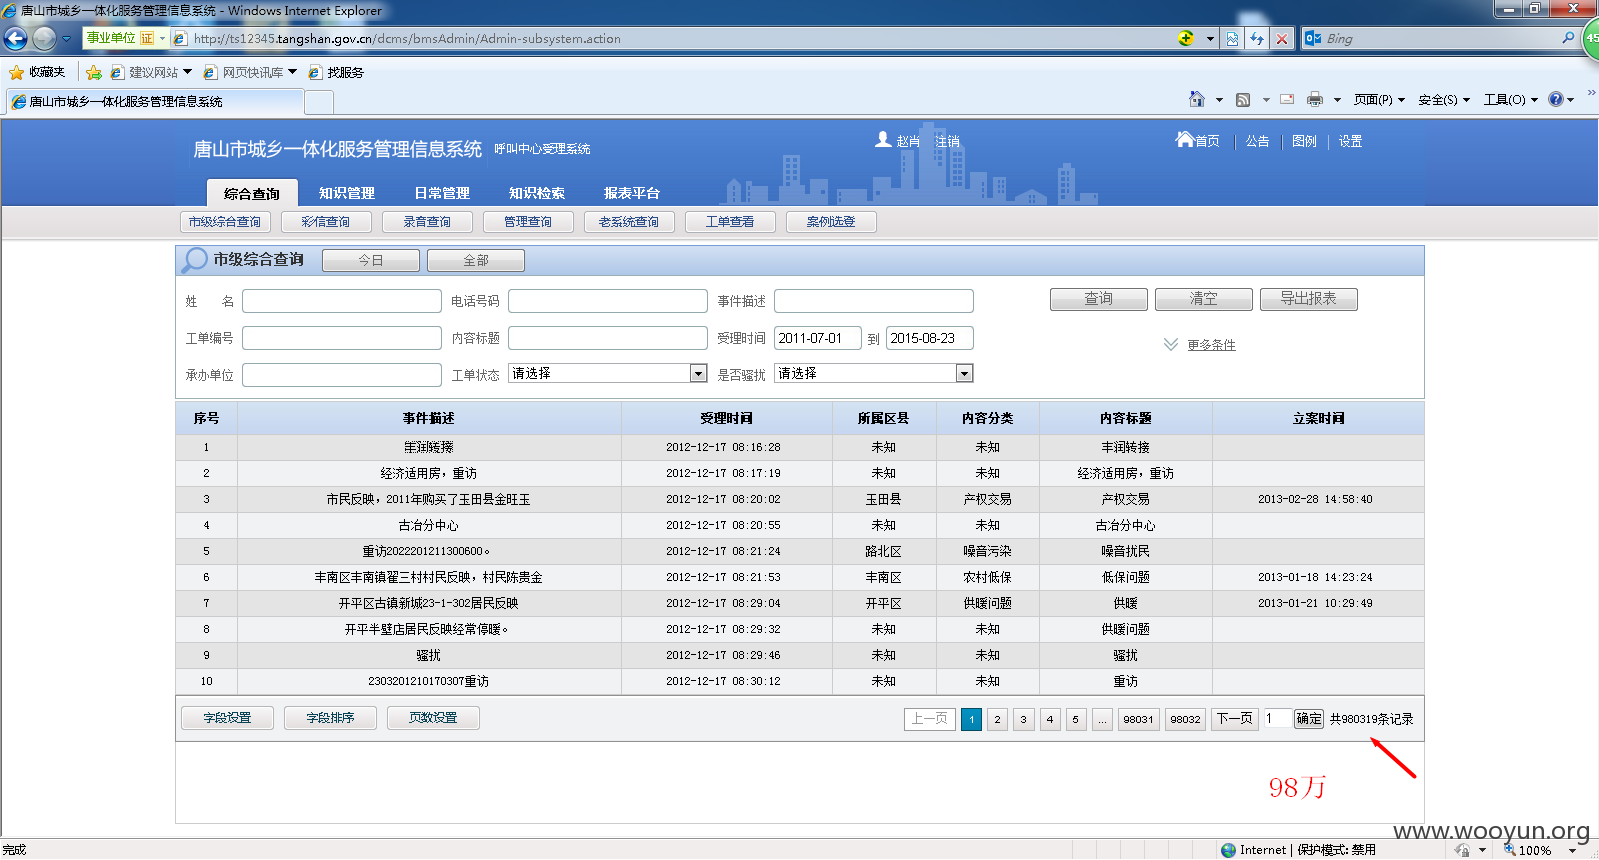 唐山市城乡一体化服务管理信息系统 - Windows Internet Explorer
事业单位 证 http://ts12345.tangshan.gov.cn/dcms/bmsAdmin/Admin-subsystem.action Bing 45
收藏夹 建议网站 网页快讯库 找服务
唐山市城乡一体化服务管理信息系统 页面(P) 安全(S) 工具(O) »
唐山市城乡一体化服务管理信息系统 呼叫中心受理系统 赵肖 注销 首页 公告 图例 设置
综合查询 知识管理 日常管理 知识检索 报表平台
市级综合查询 彩信查询 录音查询 管理查询 老系统查询 工单查看 案例选登
市级综合查询 今日 全部
姓 名 电话号码 事件描述 查询 清空 导出报表
工单编号 内容标题 受理时间 2011-07-01 到 2015-08-23 更多条件
承办单位 工单状态 请选择 是否骚扰 请选择
序号 事件描述 受理时间 所属区县 内容分类 内容标题 立案时间
1 2012-12-17 08:16:28 未知 未知 丰润转接
2 经济适用房，重访 2012-12-17 08:17:19 未知 未知 经济适用房，重访
3 市民反映，2011年购买了玉田县金旺玉 2012-12-17 08:20:02 玉田县 产权交易 产权交易 2013-02-28 14:58:40
4 古冶分中心 2012-12-17 08:20:55 未知 未知 古冶分中心
5 重访2022201211300600。 2012-12-17 08:21:24 路北区 噪音污染 噪音扰民
6 丰南区丰南镇翟三村村民反映，村民陈贵金 2012-12-17 08:21:53 丰南区 农村低保 低保问题 2013-01-18 14:23:24
7 开平区古镇新城23-1-302居民反映 2012-12-17 08:29:04 开平区 供暖问题 供暖 2013-01-21 10:29:49
8 开平半壁店居民反映经常停暖。 2012-12-17 08:29:32 未知 未知 供暖问题
9 骚扰 2012-12-17 08:29:46 未知 未知 骚扰
10 2303201210170307重访 2012-12-17 08:30:12 未知 未知 重访
字段设置 字段排序 页数设置 上一页 1 2 3 4 5 ... 98031 98032 下一页 1 确定 共980319条记录
98万
www.wooyun.org
完成 Internet | 保护模式: 禁用 100%